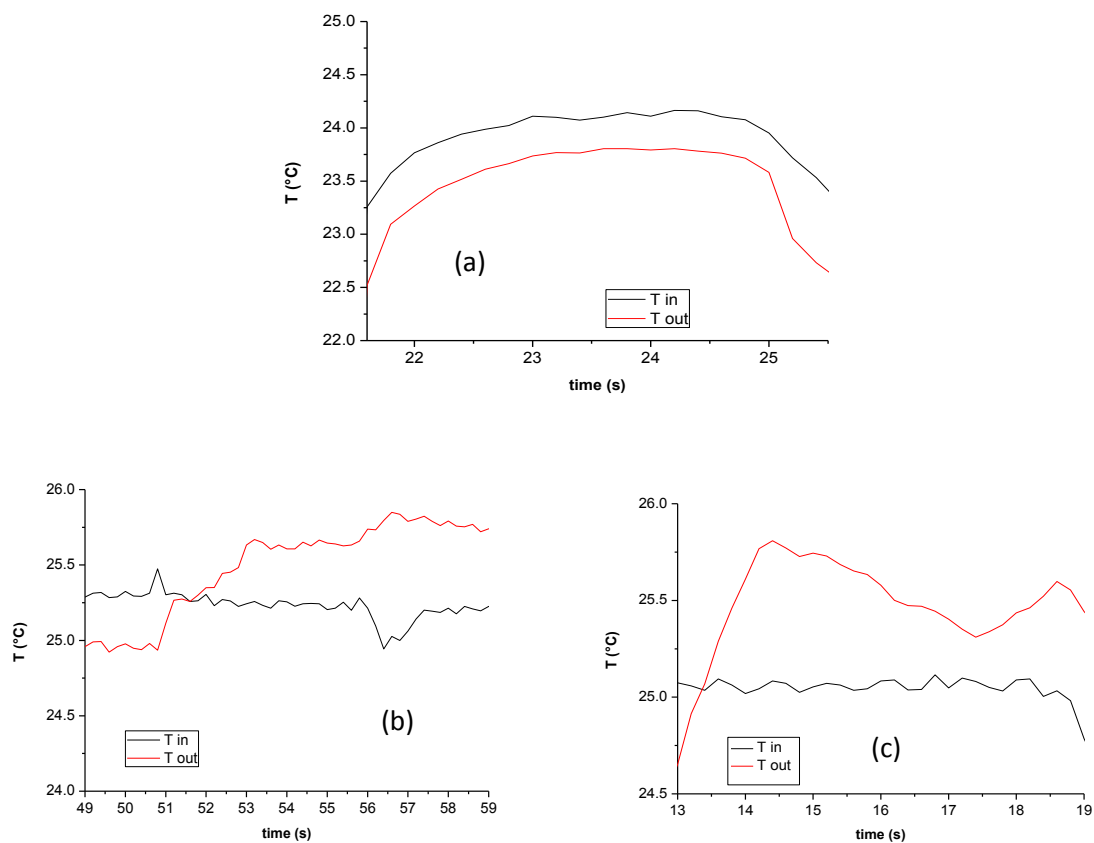 25.0
24.5
24.0
23.5
23.0
22.5
22.0
T (°C)
(a)
T in
T out
22 23 24 25
time (s)
26.0
25.5
25.0
24.5
24.0
T (°C)
(b)
T in
T out
49 50 51 52 53 54 55 56 57 58 59
time (s)
26.0
25.5
25.0
24.5
T (°C)
(c)
T in
T out
13 14 15 16 17 18 19
time (s)